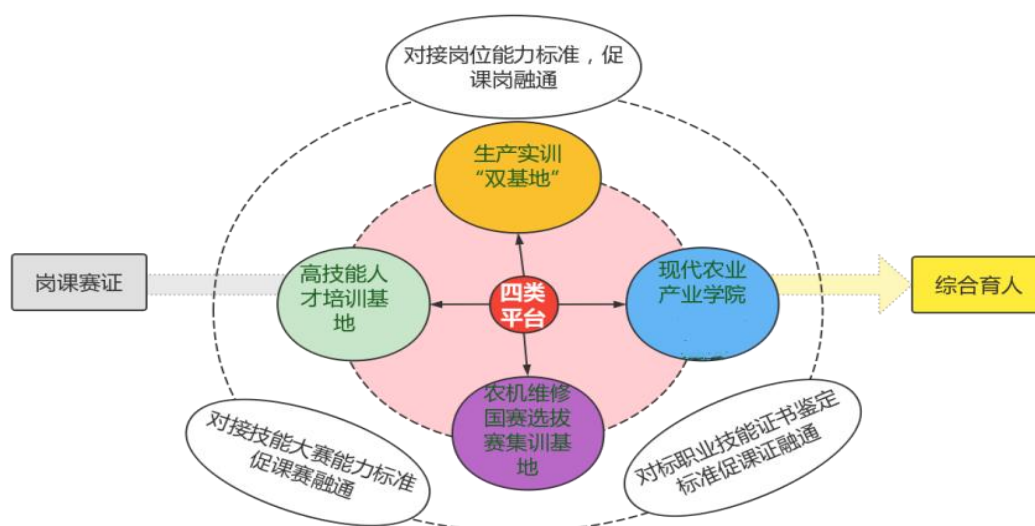 对接岗位能力标准，促
课岗融通
生产实训
“双基地”
岗课赛证
高技能人
才培训基
地
四类
平台
现代农业
产业学院
综合育人
农机维修
国赛选拔
赛集训基
地
对接技能大赛能力标准
促课赛融通
对标职业技能证书鉴定
标准促课证融通